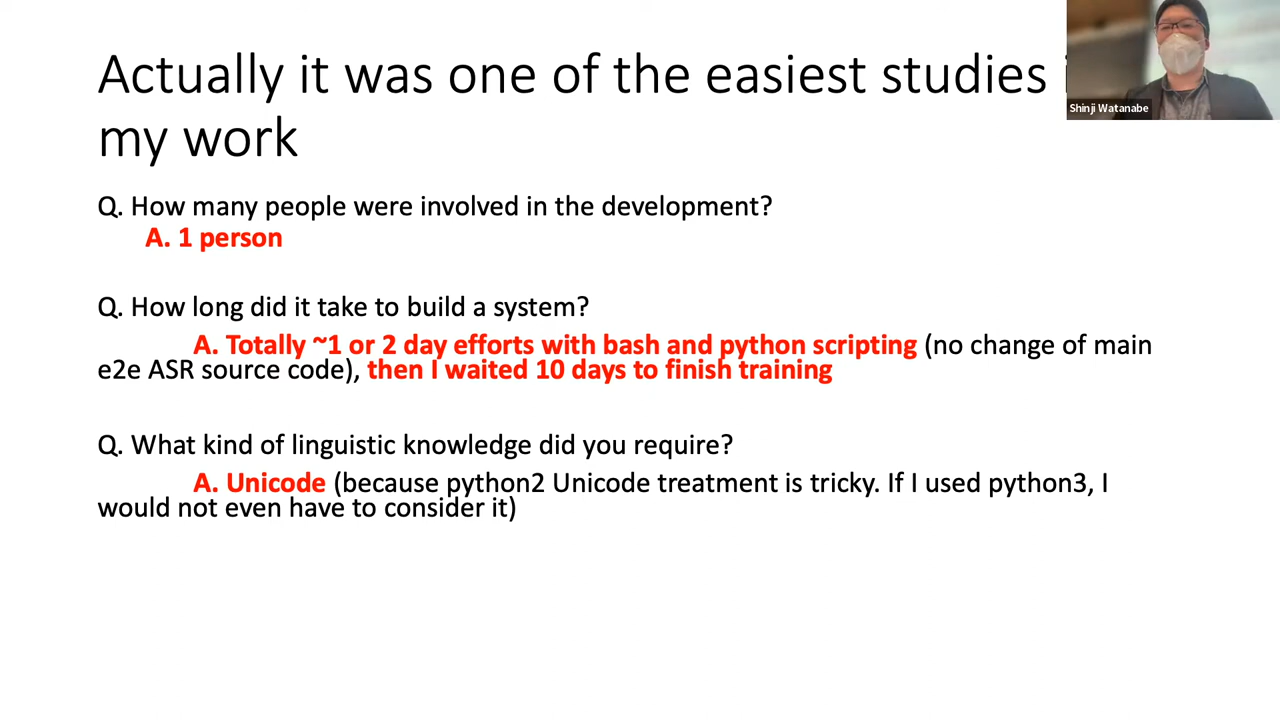 Actually it was one of the easiest studies
my work
Shinji Watanabe
Q. How many people were involved in the development?
A. 1 person
Q. How long did it take to build a system?
A. Totally ~1 or 2 day efforts with bash and python scripting (no change of main
e2e ASR source code), then I waited 10 days to finish training
Q. What kind of linguistic knowledge did you require?
A. Unicode (because python2 Unicode treatment is tricky. If I used python3, I
would not even have to consider it)